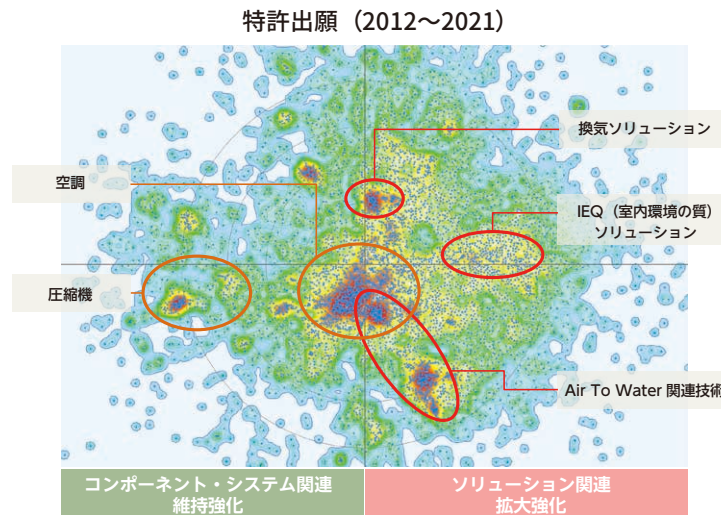 特許出願（2012～2021）
換気ソリューション
空調
IEQ（室内環境の質）
ソリューション
圧縮機
Air To Water 関連技術
コンポーネント・システム関連
維持強化
ソリューション関連
拡大強化